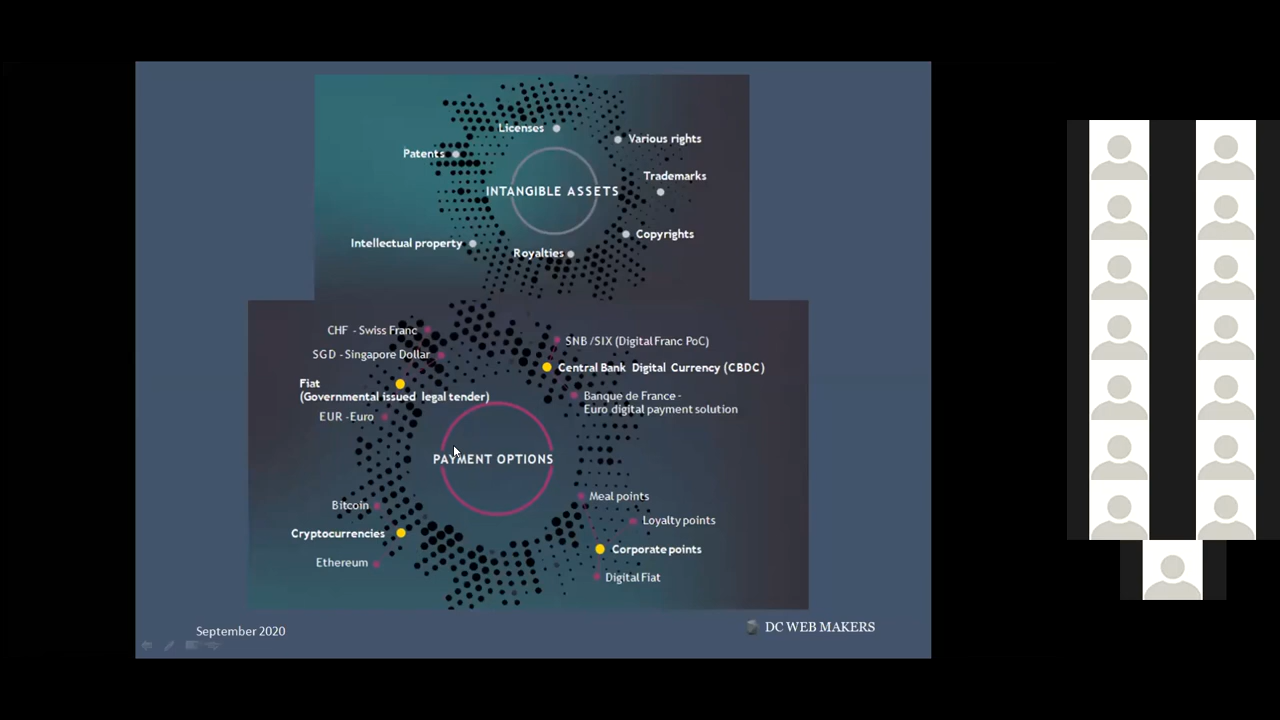 Licenses
Various rights
Patents
Trademarks
INTANGIBLE ASSETS
Copyrights
Intellectual property
Royalties
CHF - Swiss Franc
SNB /SIX (Digital Franc PoC)
SGD - Singapore Dollar
Central Bank Digital Currency (CBDC)
Fiat
(Governmental issued legal tender)
Banque de France -
Euro digital payment solution
EUR -Euro
PAYMENT OPTIONS
Meal points
Bitcoin
Loyalty points
Cryptocurrencies
Corporate points
Ethereum
Digital Fiat
September 2020
DC WEB MAKERS